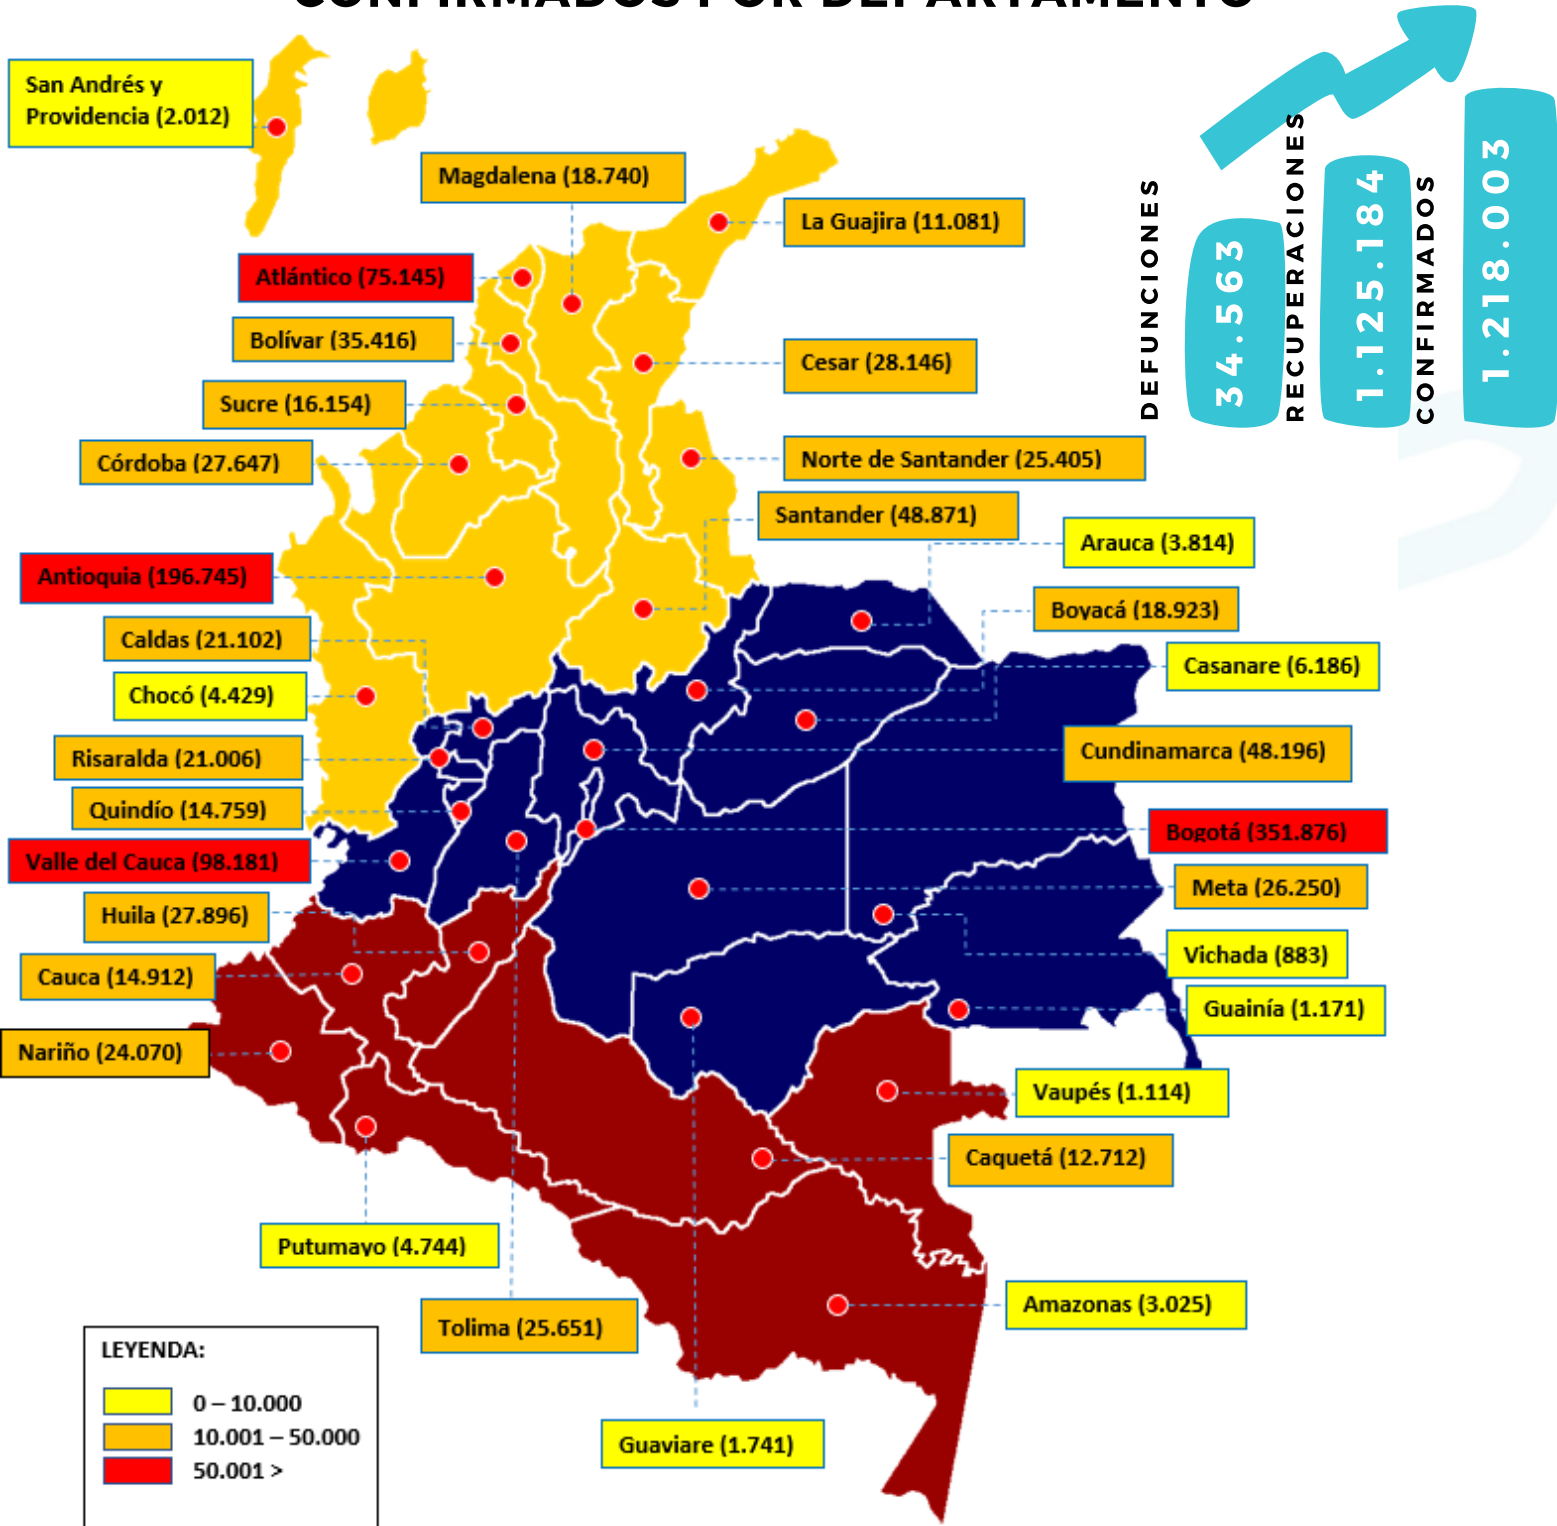 CONFIRMADOS POR DEPARTAMENTO
San Andrés y
Providencia (2.012)
Magdalena (18.740)
La Guajira (11.081)
Atlántico (75.145)
Bolívar (35.416)
Cesar (28.146)
Sucre (16.154)
Córdoba (27.647)
Norte de Santander (25.405)
Santander (48.871)
Arauca (3.814)
Antioquia (196.745)
Boyacá (18.923)
Caldas (21.102)
Casanare (6.186)
Chocó (4.429)
Risaralda (21.006)
Cundinamarca (48.196)
Quindío (14.759)
Bogotá (351.876)
Valle del Cauca (98.181)
Meta (26.250)
Huila (27.896)
Vichada (883)
Cauca (14.912)
Guainía (1.171)
Nariño (24.070)
Vaupés (1.114)
Caquetá (12.712)
Putumayo (4.744)
Amazonas (3.025)
Tolima (25.651)
Guaviare (1.741)
DEFUNCIONES
34.563
RECUPERACIONES
1.125.184
CONFIRMADOS
1.218.003
LEYENDA:
0 – 10.000
10.001 – 50.000
50.001 >